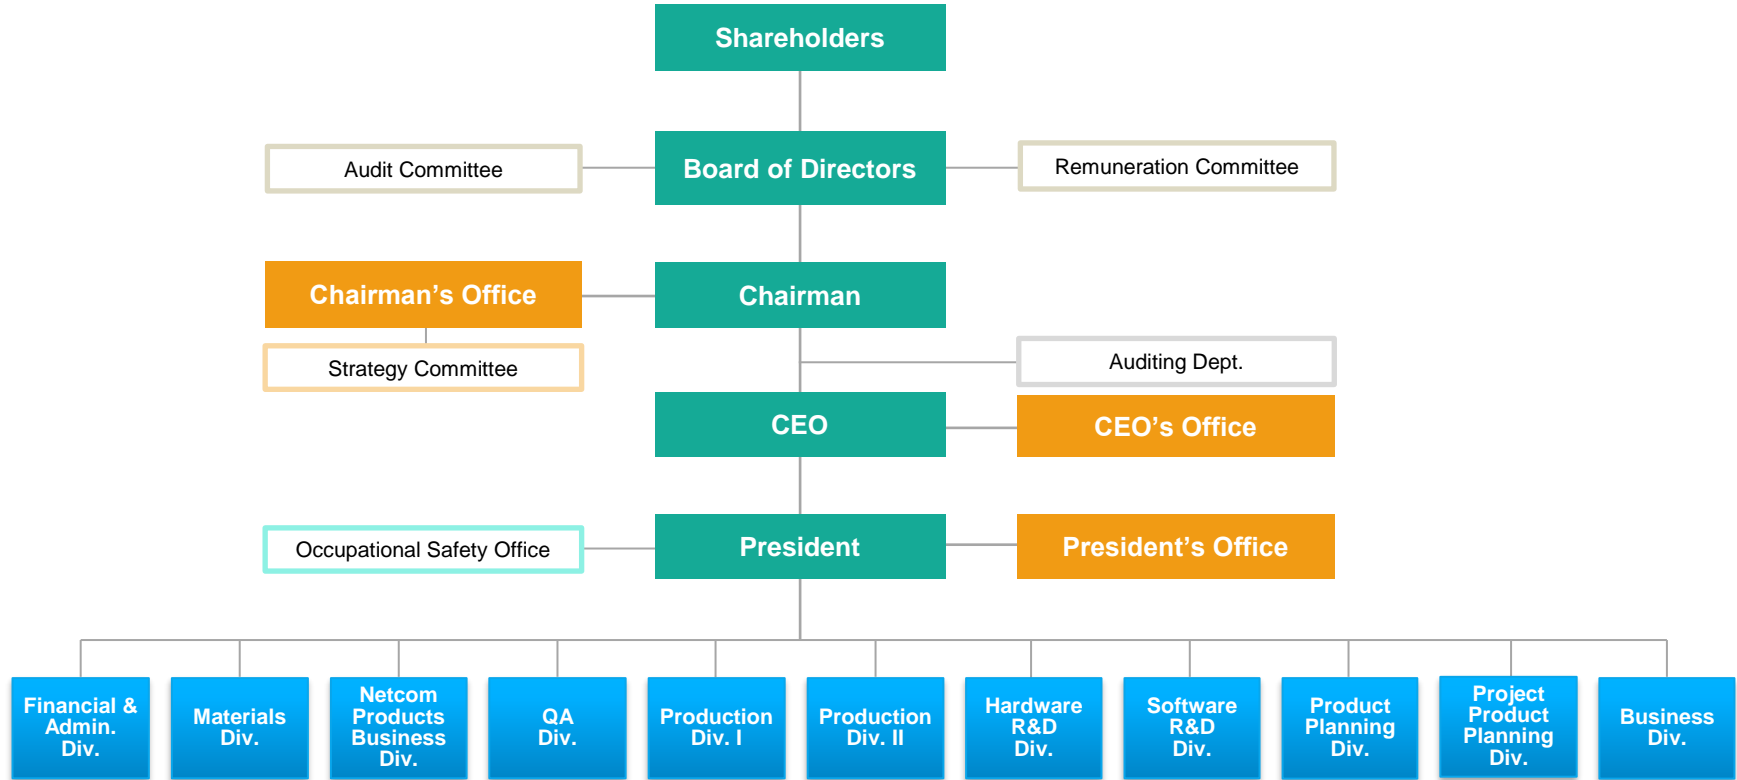 Shareholders
Audit Committee
Board of Directors
Remuneration Committee
Chairman’s Office
Chairman
Strategy Committee
Auditing Dept.
CEO
CEO’s Office
Occupational Safety Office
President
President’s Office
Financial &
Admin.
Div.
Materials
Div.
Netcom
Products
Business
Div.
QA
Div.
Production
Div. I
Production
Div. II
Hardware
R&D
Div.
Software
R&D
Div.
Product
Planning
Div.
Project
Product
Planning
Div.
Business
Div.